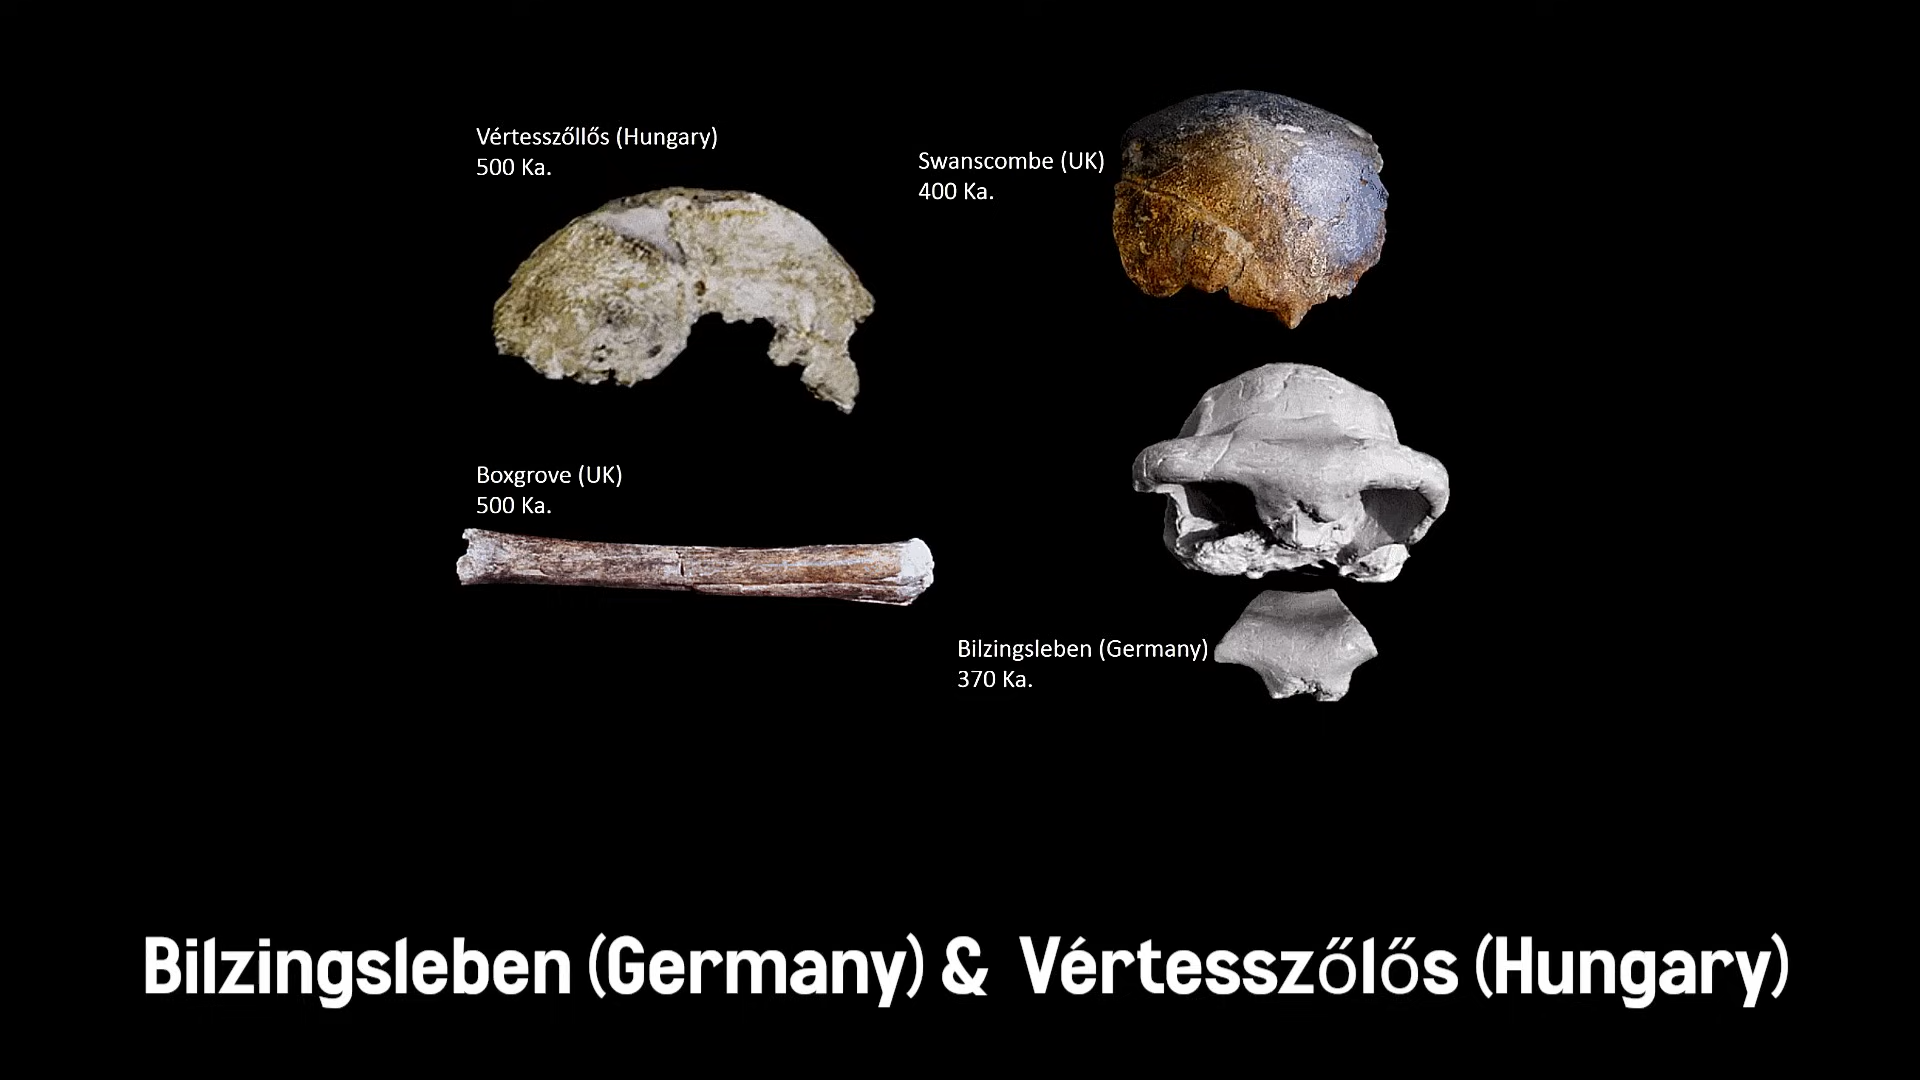 Vértesszőllős (Hungary)
500 Ka.
Swanscombe (UK)
400 Ka.
Boxgrove (UK)
500 Ka.
Bilzingsleben (Germany)
370 Ka.
Bilzingsleben (Germany) & Vértesszőlős (Hungary)